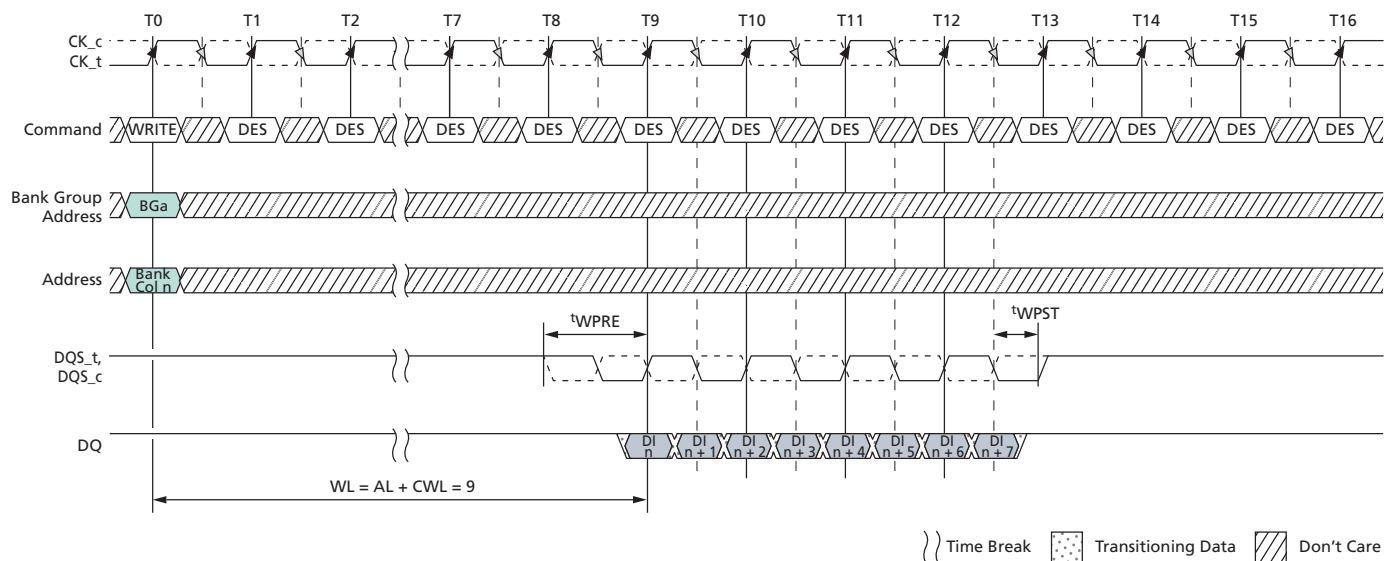 T0 T1 T2 T7 T8 T9 T10 T11 T12 T13 T14 T15 T16
CK_c
CK_t
Command WRITE DES DES DES DES DES DES DES DES DES DES DES DES
Bank Group
Address
BGa
Address
Bank
Col n
tWPRE
tWPST
DQS_t,
DQS_c
DQ
DI
n
DI
n + 1
DI
n + 2
DI
n + 3
DI
n + 4
DI
n + 5
DI
n + 6
DI
n + 7
WL = AL + CWL = 9
Time Break Transitioning Data Don't Care